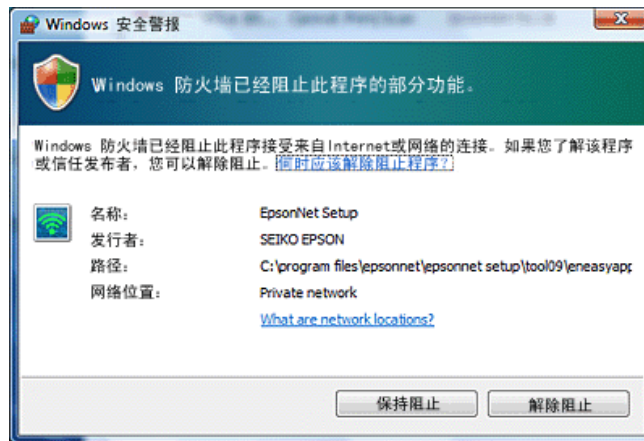 Windows 安全警报
Windows 防火墙已经阻止此程序的部分功能。
Windows 防火墙已经阻止此程序接受来自Internet或网络的连接。如果您了解该程序
或信任发布者，您可以解除阻止。何时应该解除阻止程序?
名称： EpsonNet Setup
发行者： SEIKO EPSON
路径： C:\program files\epsonnet\epsonnet setup\tool09\eneasyapp
网络位置： Private network
What are network locations?
保持阻止 解除阻止